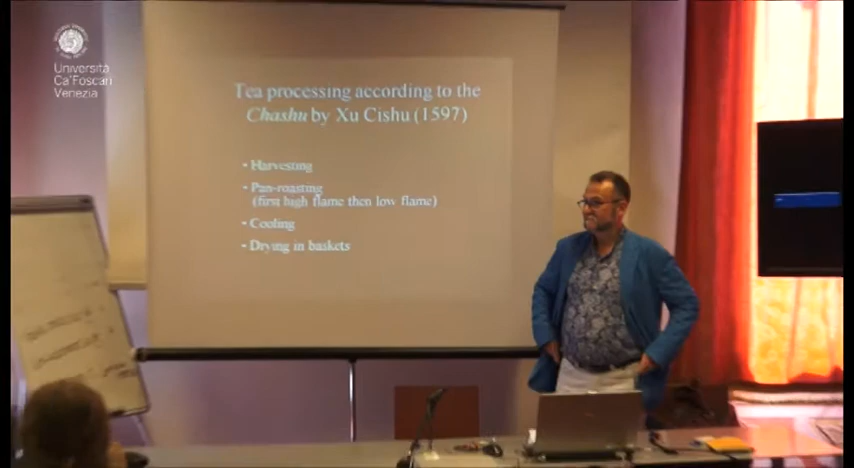 Università
Ca'Foscari
Venezia
Tea processing according to the
Chashu by Xu Cishu (1597)
• Harvesting
• Pan-roasting
(first high flame then low flame)
• Cooling
• Drying in baskets